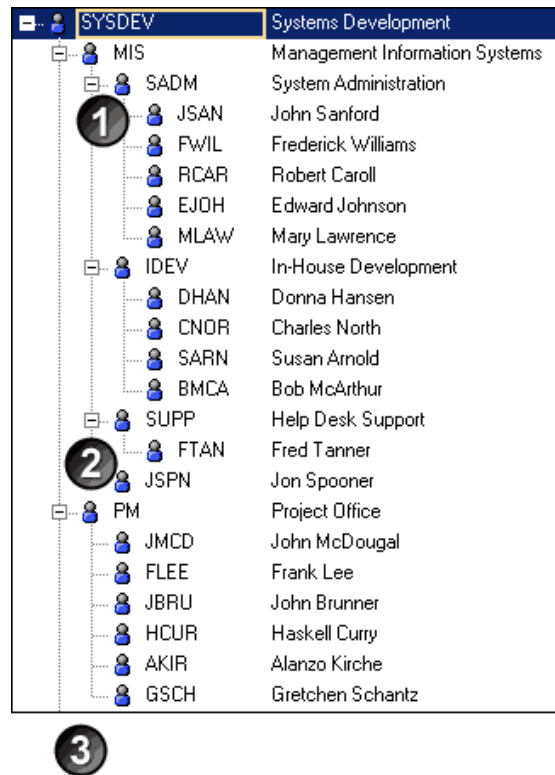 SYSDEV Systems Development
MIS Management Information Systems
SADM System Administration
1 JSAN John Sanford
FWIL Frederick Williams
RCAR Robert Caroll
EJOH Edward Johnson
MLAW Mary Lawrence
IDEV In-House Development
DHAN Donna Hansen
CNOR Charles North
SARN Susan Arnold
BMCA Bob McArthur
SUPP Help Desk Support
2 FTAN Fred Tanner
JSPN Jon Spooner
PM Project Office
JMCD John McDougal
FLEE Frank Lee
JBRU John Brunner
HCUR Haskell Curry
AKIR Alanzo Kirche
GSCH Gretchen Schantz
3